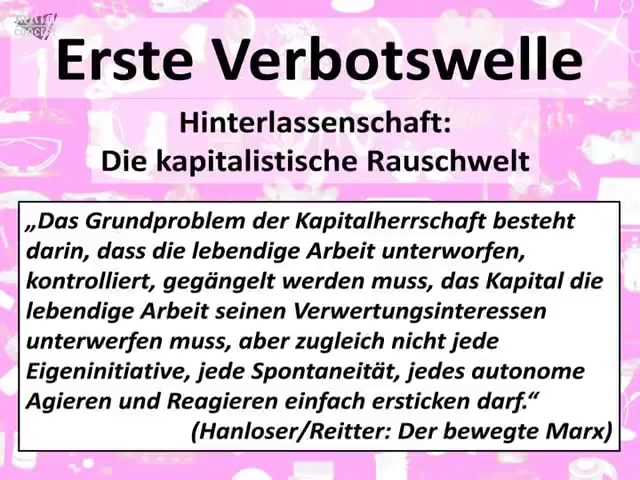 Erste Verbotswelle
Hinterlassenschaft:
Die kapitalistische Rauschwelt
„Das Grundproblem der Kapitalherrschaft besteht
darin, dass die lebendige Arbeit unterworfen,
kontrolliert, gegängelt werden muss, das Kapital die
lebendige Arbeit seinen Verwertungsinteressen
unterwerfen muss, aber zugleich nicht jede
Eigeninitiative, jede Spontaneität, jedes autonome
Agieren und Reagieren einfach ersticken darf.“
(Hanloser/Reitter: Der bewegte Marx)